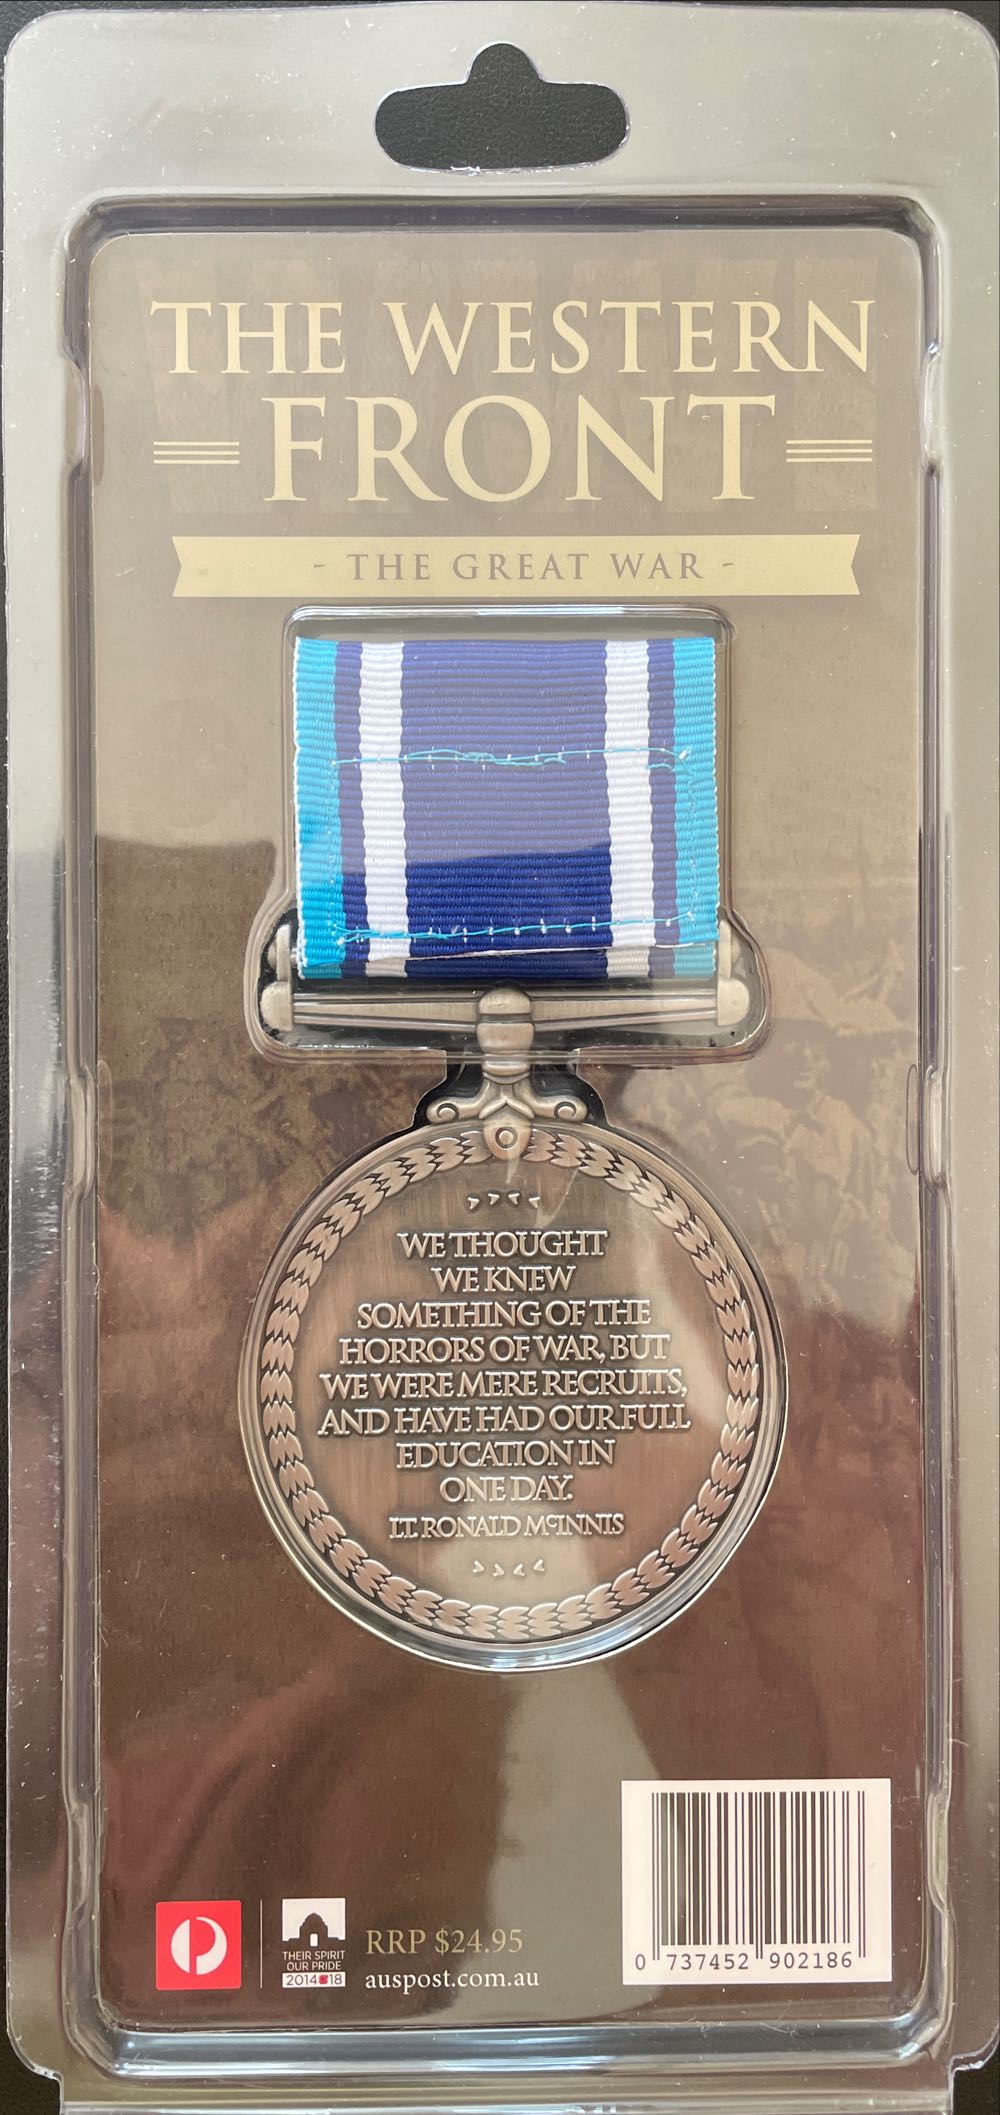 THE WESTERN
FRONT
- THE GREAT WAR -
WE THOUGHT
WE KNEW
SOMETHING OF THE
HORRORS OF WAR, BUT
WE WERE MERE RECRUITS,
AND HAVE HAD OUR FULL
EDUCATION IN
ONE DAY.
LT. RONALD McINNIS
THEIR SPIRIT
OUR PRIDE
2014 18
RRP $24.95
auspost.com.au
0 737452 902186